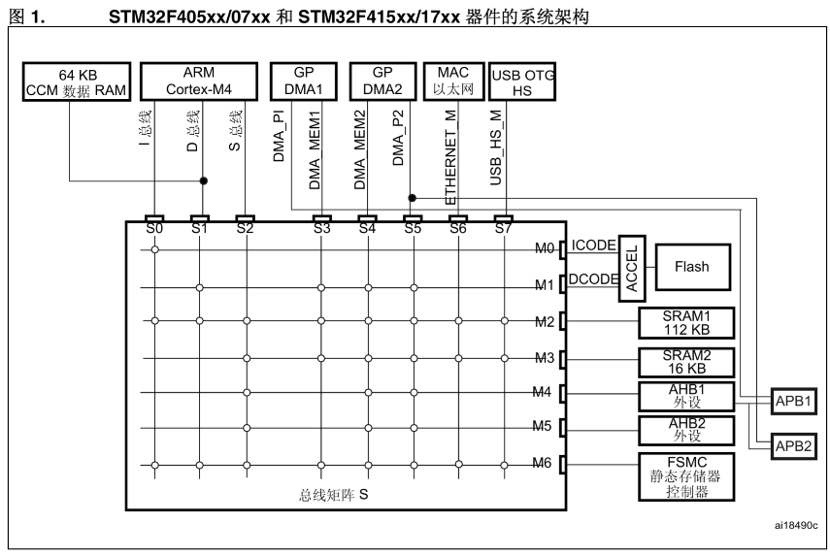 图 1. STM32F405xx/07xx 和 STM32F415xx/17xx 器件的系统架构
64 KB
CCM 数据 RAM
ARM
Cortex-M4
GP
DMA1
GP
DMA2
MAC
以太网
USB OTG
HS
I 总线
D 总线
S 总线
DMA_PI
DMA_MEM1
DMA_MEM2
DMA_P2
ETHERNET_M
USB_HS_M
S0
S1
S2
S3
S4
S5
S6
S7
M0
ICODE
M1
DCODE
ACCEL
Flash
M2
SRAM1
112 KB
M3
SRAM2
16 KB
M4
AHB1
外设
APB1
M5
AHB2
外设
APB2
M6
FSMC
静态存储器
控制器
总线矩阵 S
ai18490c